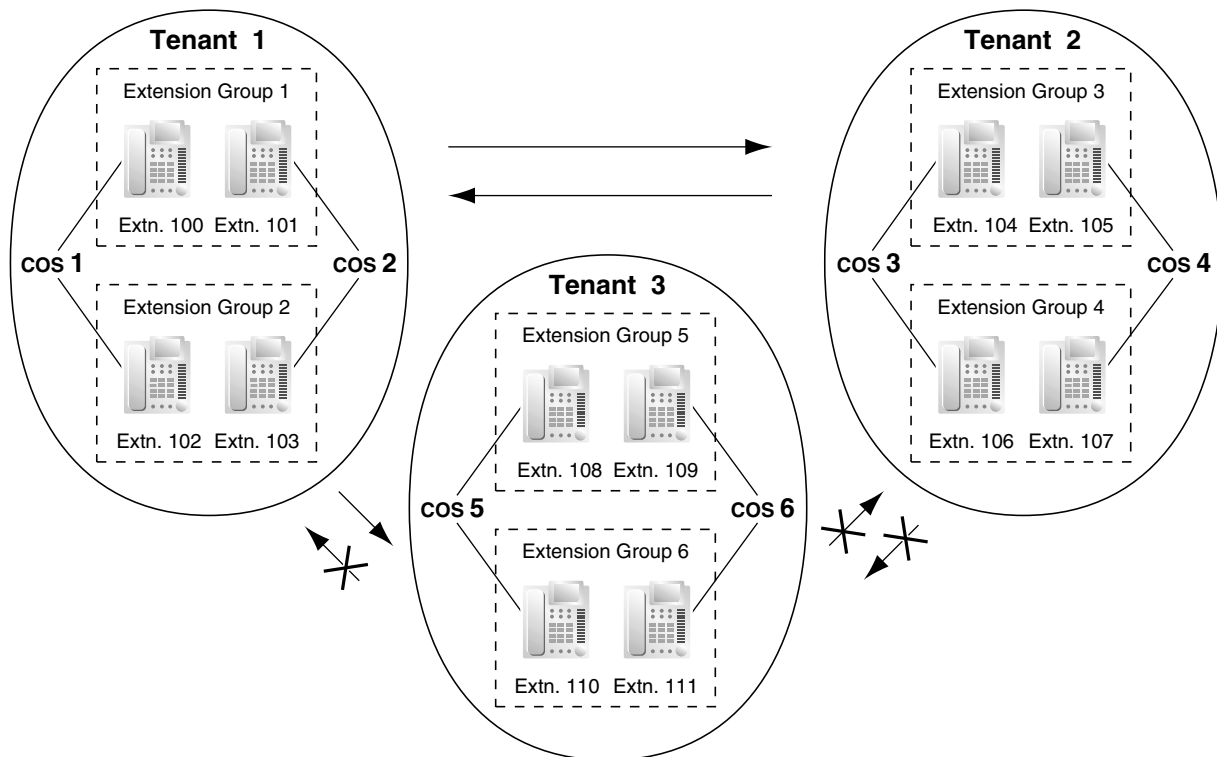 Tenant 1
Extension Group 1
Extn. 100 Extn. 101
COS 1
COS 2
Extension Group 2
Extn. 102 Extn. 103
Tenant 2
Extension Group 3
Extn. 104 Extn. 105
COS 3
COS 4
Extension Group 4
Extn. 106 Extn. 107
Tenant 3
Extension Group 5
Extn. 108 Extn. 109
COS 5
COS 6
Extension Group 6
Extn. 110 Extn. 111